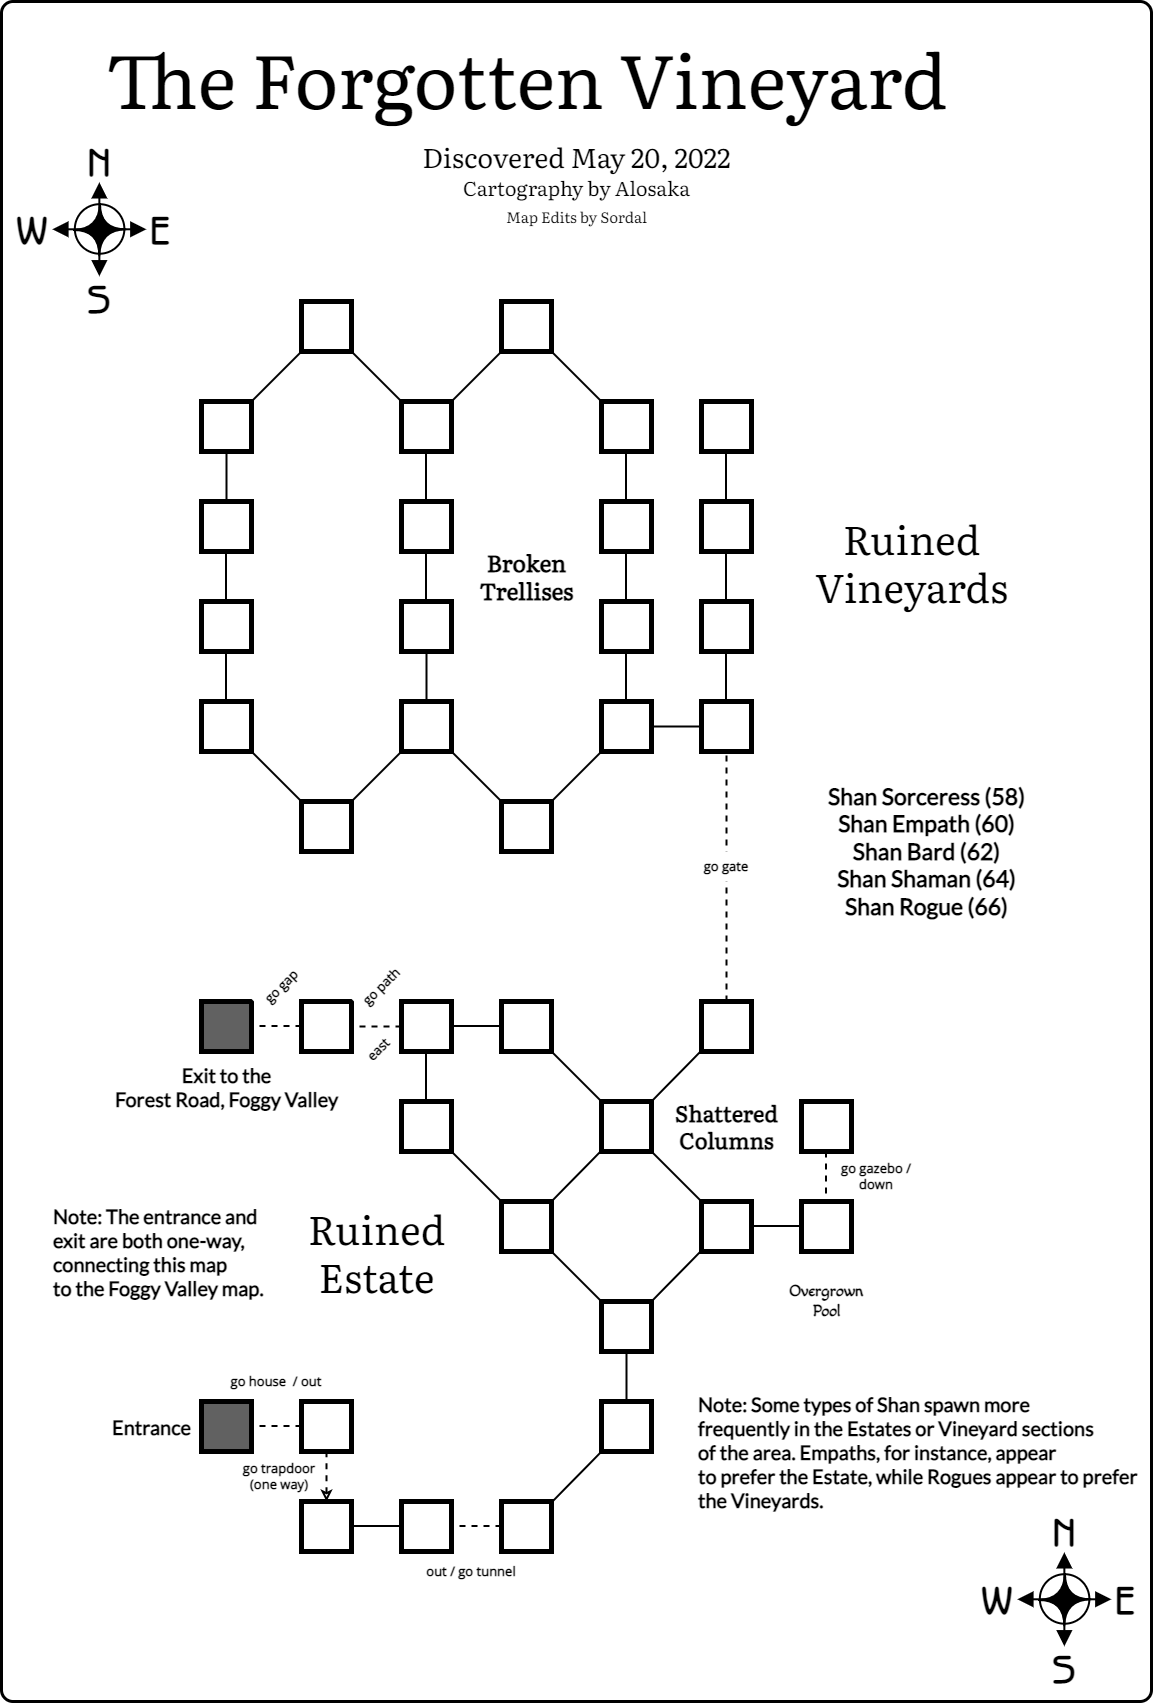 The Forgotten Vineyard
Discovered May 20, 2022
Cartography by Alosaka
Map Edits by Sordal
N
W E
S
Broken
Trellises
Ruined
Vineyards
Shan Sorceress (58)
Shan Empath (60)
Shan Bard (62)
Shan Shaman (64)
Shan Rogue (66)
go gate
go gap
go path
east
Exit to the
Forest Road, Foggy Valley
Shattered
Columns
go gazebo /
down
Note: The entrance and
exit are both one-way,
connecting this map
to the Foggy Valley map.
Ruined
Estate
Overgrown
Pool
go house / out
Entrance
go trapdoor
(one way)
out / go tunnel
Note: Some types of Shan spawn more
frequently in the Estates or Vineyard sections
of the area. Empaths, for instance, appear
to prefer the Estate, while Rogues appear to prefer
the Vineyards.
N
W E
S